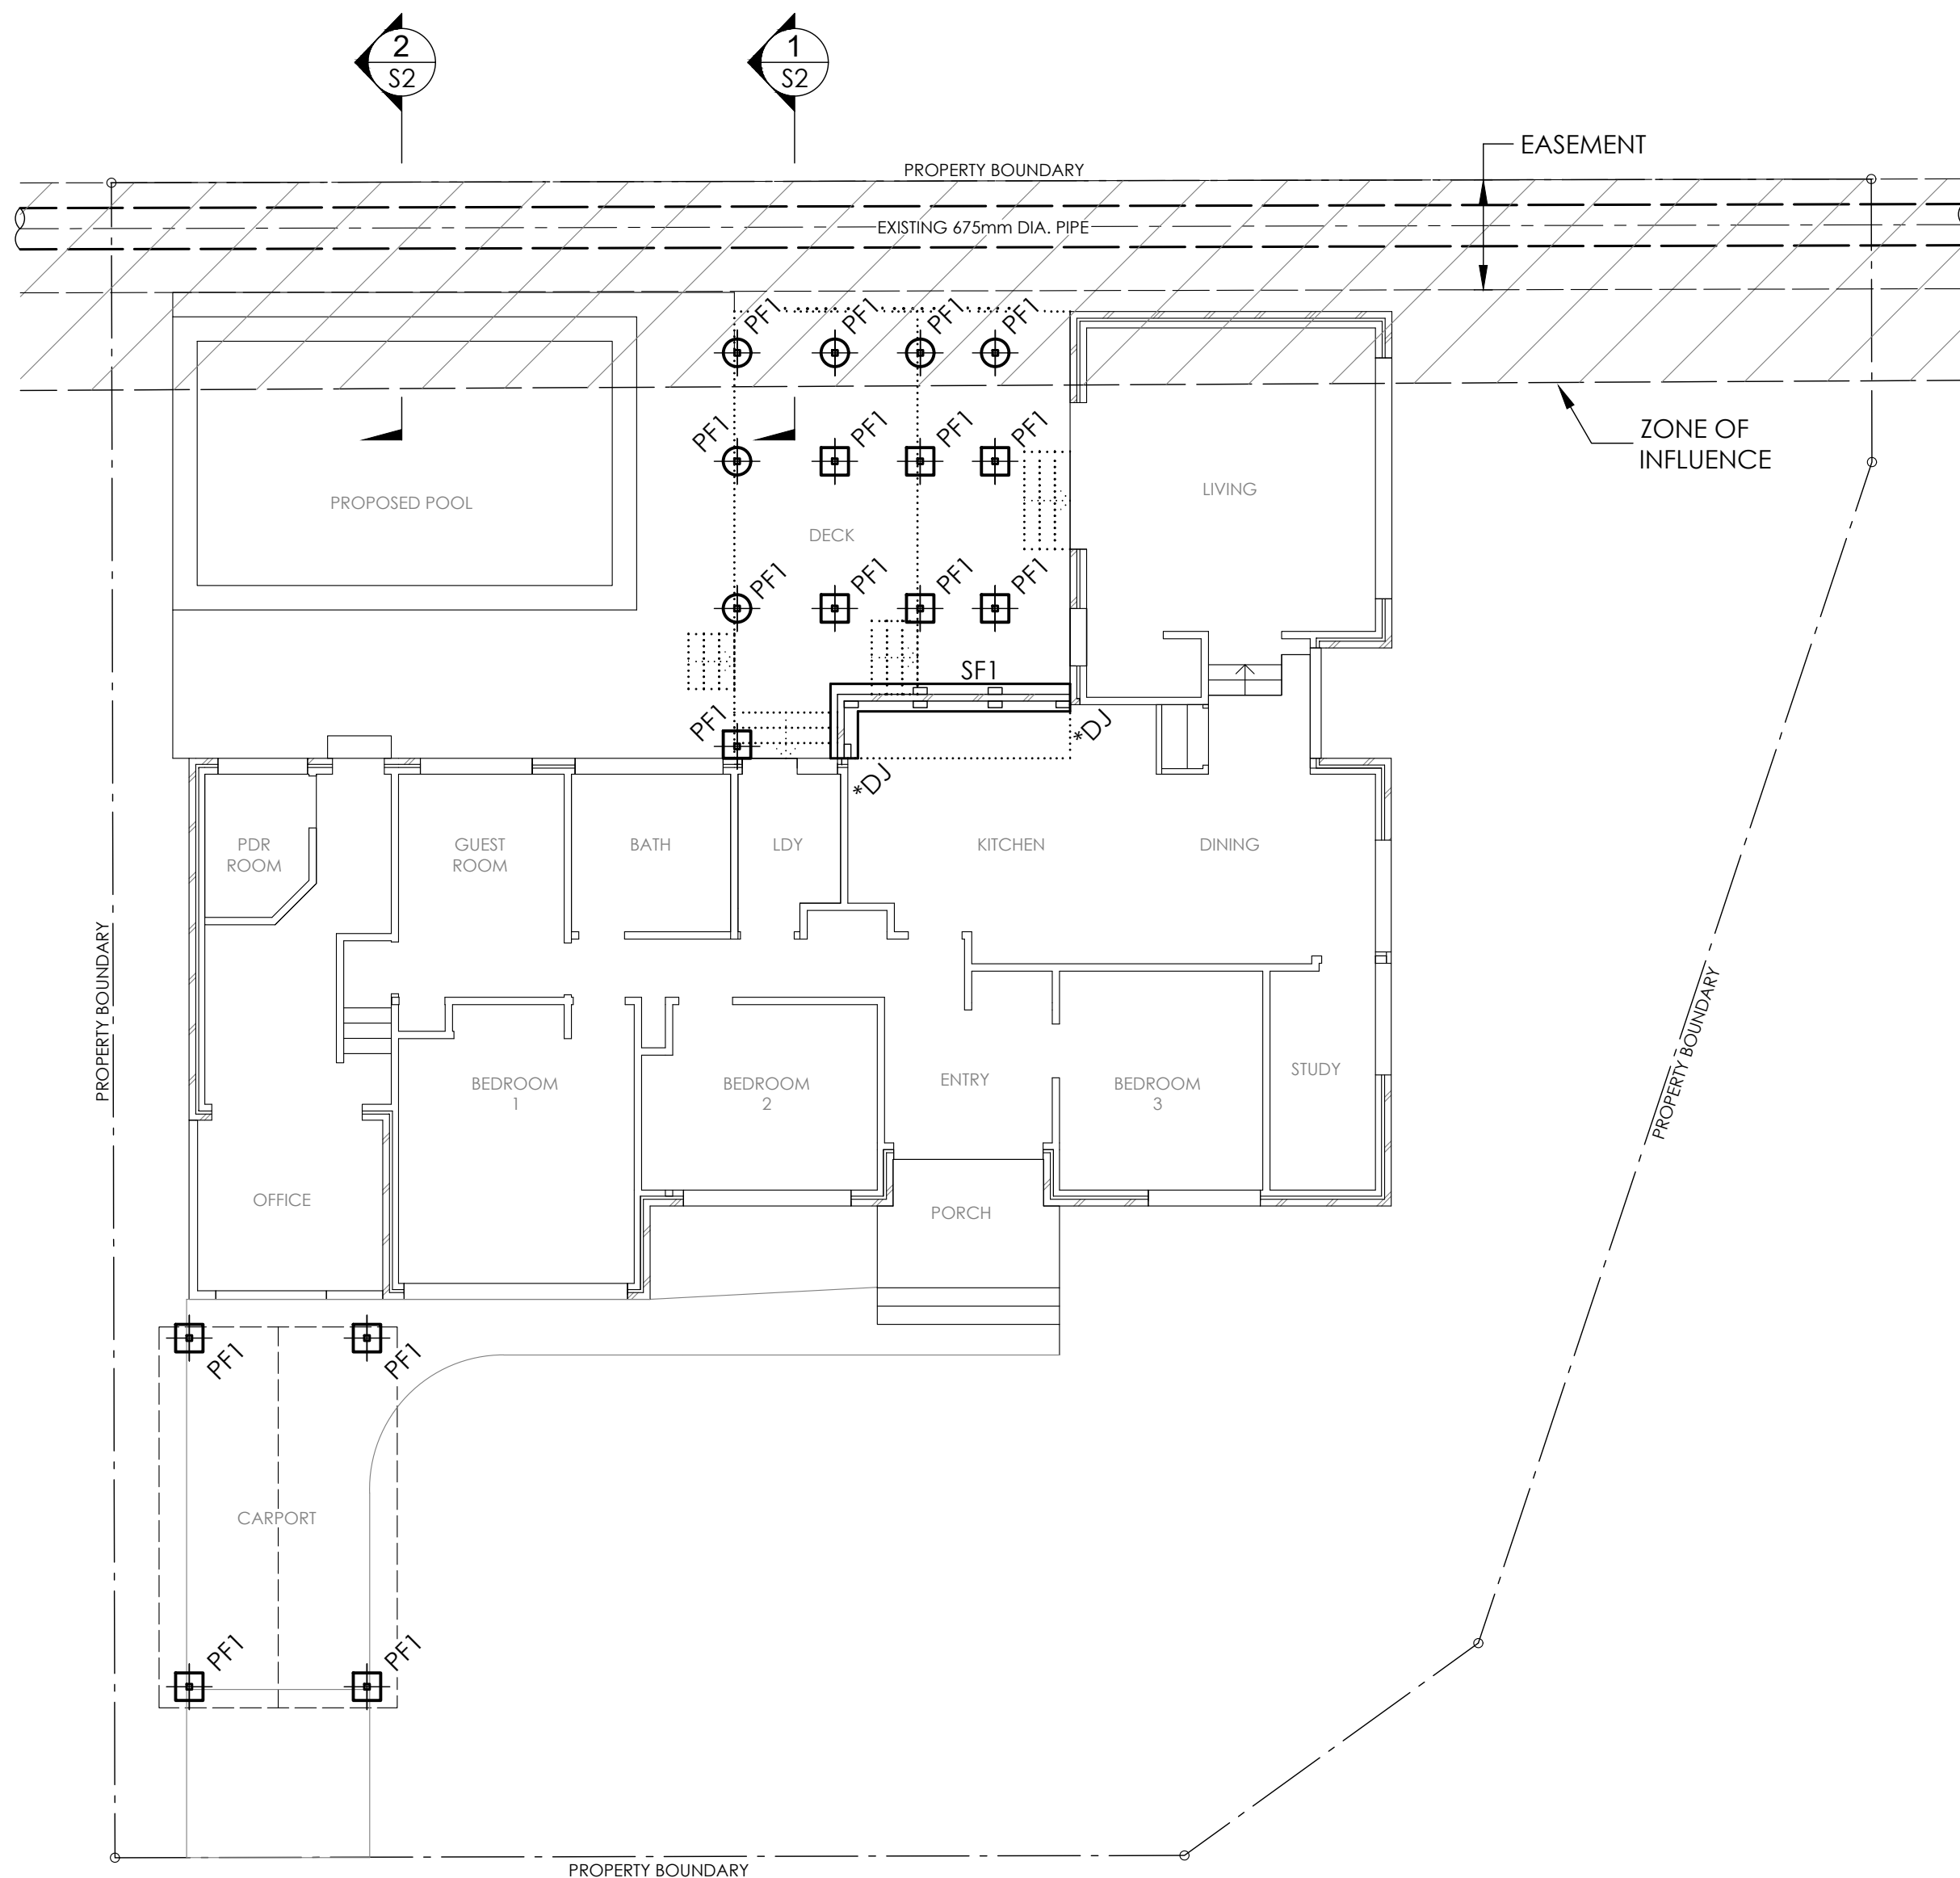 2
S2
1
S2
EASEMENT
PROPERTY BOUNDARY
EXISTING 675mm DIA. PIPE
PF1
PF1
PF1
PF1
ZONE OF
INFLUENCE
PF1
PF1
PF1
PF1
LIVING
PROPOSED POOL
DECK
PF1
PF1
PF1
PF1
SF1
PF1
*DJ
*DJ
PDR
ROOM
GUEST
ROOM
BATH
LDY
KITCHEN
DINING
PROPERTY BOUNDARY
PROPERTY BOUNDARY
BEDROOM
1
BEDROOM
2
ENTRY
BEDROOM
3
STUDY
OFFICE
PORCH
PF1
PF1
CARPORT
PF1
PF1
PROPERTY BOUNDARY